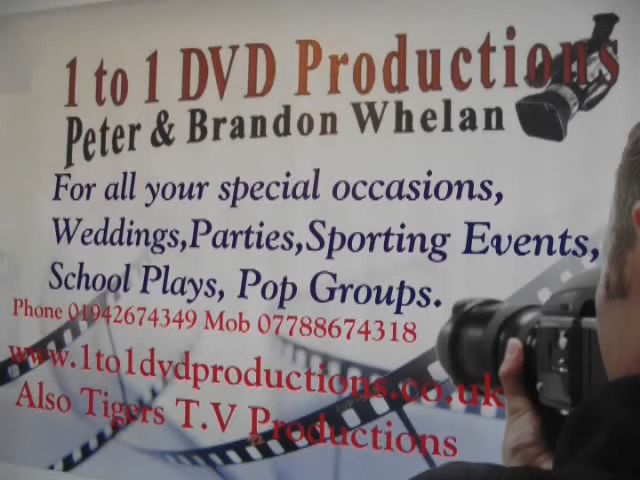 1 to 1 DVD Productions
Peter & Brandon Whelan
For all your special occasions,
Weddings,Parties,Sporting Events,
School Plays, Pop Groups.
Phone 01942674349 Mob 07788674318
www.1to1dvdproductions.co.uk
Also Tigers T.V Productions